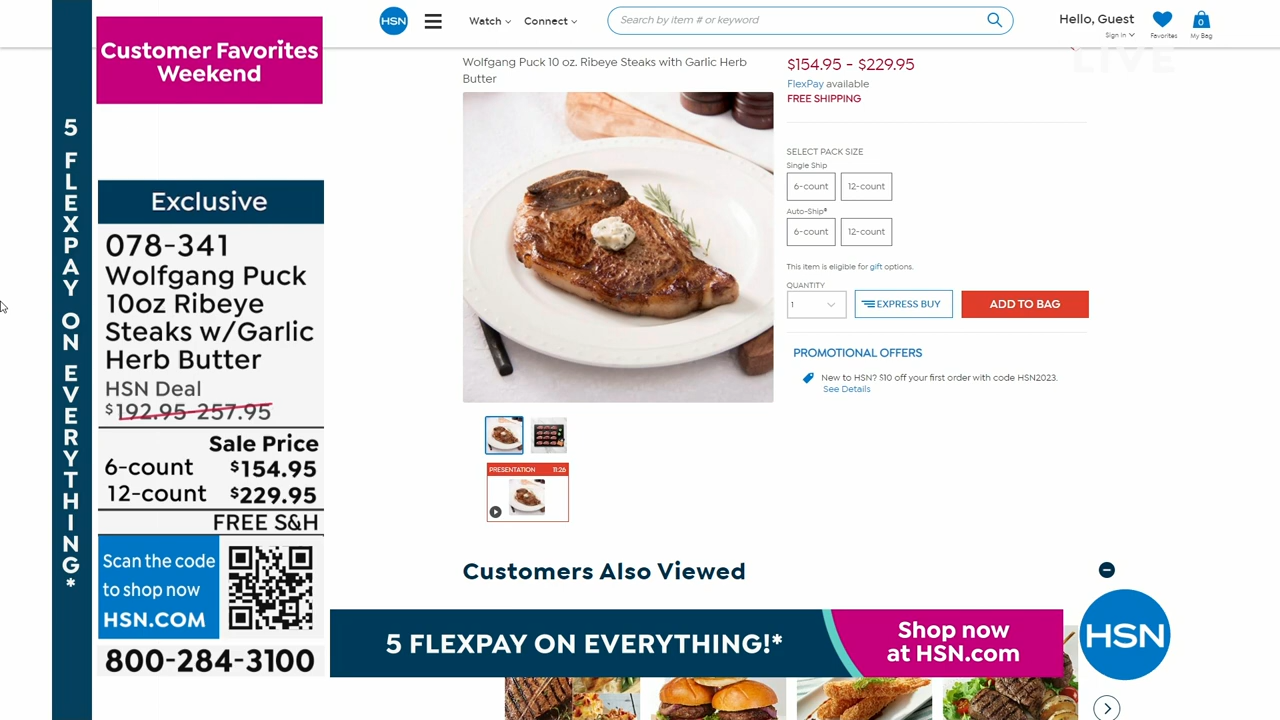 5 FLEXPAY ON EVERYTHING*
Customer Favorites
Weekend
Exclusive
078-341
Wolfgang Puck
10oz Ribeye
Steaks w/Garlic
Herb Butter
HSN Deal
$192.95-257.95
Sale Price
6-count $154.95
12-count $229.95
FREE S&H
Scan the code
to shop now
HSN.COM
800-284-3100
HSN
Watch
Connect
Search by item # or keyword
Hello, Guest
Sign in
Favorites
0
My Bag
LIVE
Wolfgang Puck 10 oz. Ribeye Steaks with Garlic Herb
Butter
$154.95 - $229.95
FlexPay available
FREE SHIPPING
SELECT PACK SIZE
Single Ship
6-count 12-count
Auto-Ship®
6-count 12-count
This item is eligible for gift options.
QUANTITY
1
EXPRESS BUY
ADD TO BAG
PROMOTIONAL OFFERS
New to HSN? $10 off your first order with code HSN2023.
See Details
PRESENTATION 11:26
Customers Also Viewed
5 FLEXPAY ON EVERYTHING!*
Shop now
at HSN.com
HSN